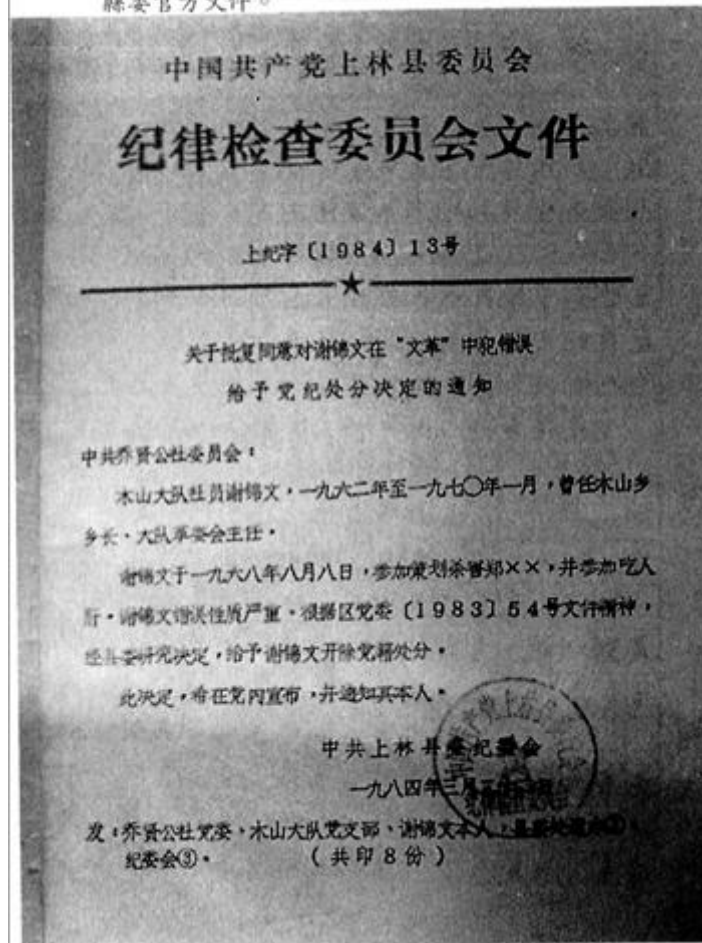 縣委官方文件。
中国共产党上林县委员会
纪律检查委员会文件
上纪字〔1984〕13号
关于批复同意对谢锦文在“文革”中犯错误
给予党纪处分决定的通知
中共乔贤公社委员会：
木山大队社员谢锦文，一九六二年至一九七〇年一月，曾任木山乡
乡长、大队革委会主任。
谢锦文于一九六八年八月八日，参加策划杀害郑××，并参加吃人
肝。谢锦文错误性质严重。根据区党委〔1983〕54号文件精神，
经县委研究决定，给予谢锦文开除党籍处分。
此决定，希在党内宣布，并通知其本人。
中共上林县委纪委会
一九八四年三月
发：乔贤公社党委、木山大队党支部、谢锦文本人、
纪委会③。 （共印8份）